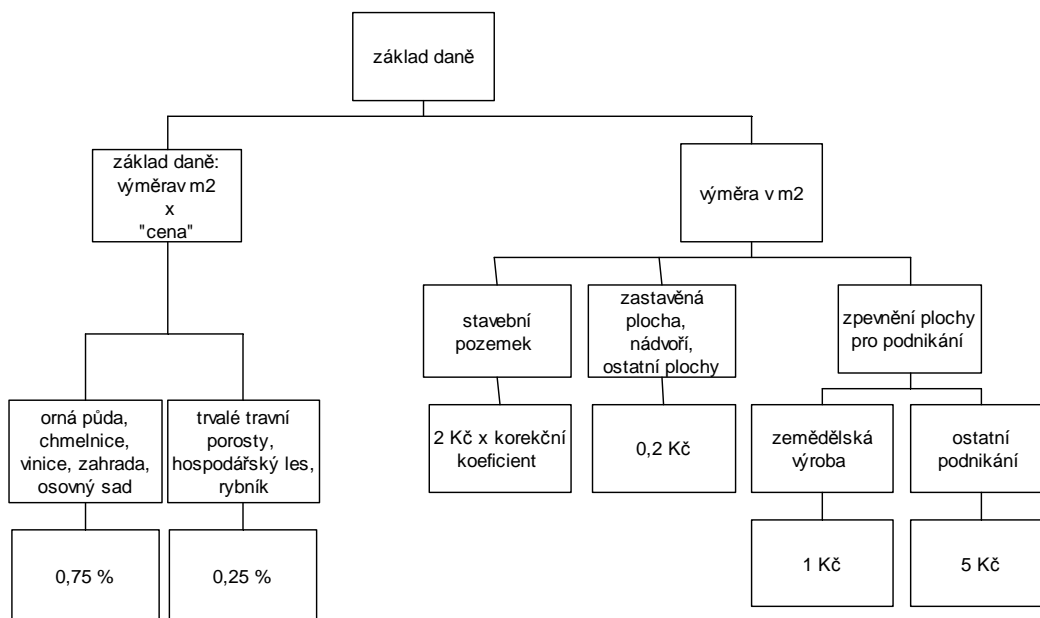 základ daně
základ daně:
výměrav m2
x
"cena"
výměra v m2
stavební
pozemek
zastavěná
plocha,
nádvoří,
ostatní plochy
zpevnění plochy
pro podnikání
orná půda,
chmelnice,
vinice, zahrada,
osovný sad
trvalé travní
porosty,
hospodářský les,
rybník
2 Kč x korekční
koeficient
0,2 Kč
zemědělská
výroba
ostatní
podnikání
0,75 %
0,25 %
1 Kč
5 Kč